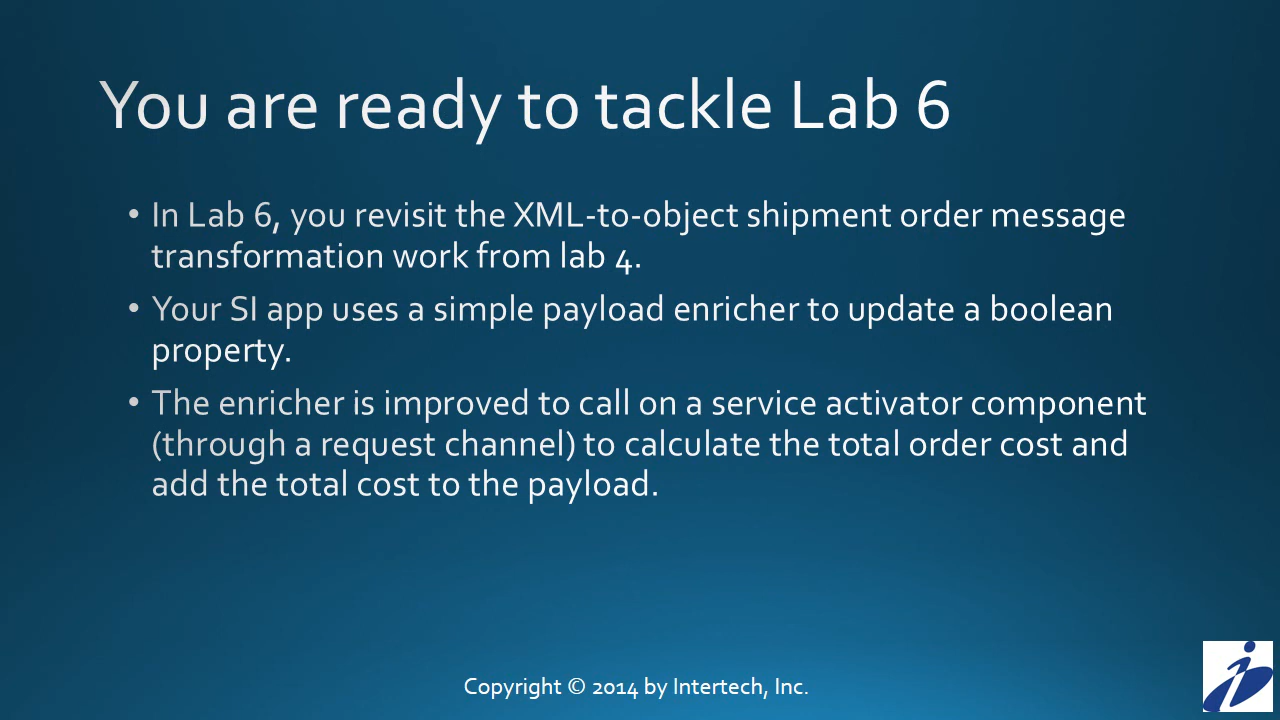 You are ready to tackle Lab 6
• In Lab 6, you revisit the XML-to-object shipment order message
transformation work from lab 4.
• Your SI app uses a simple payload enricher to update a boolean
property.
• The enricher is improved to call on a service activator component
(through a request channel) to calculate the total order cost and
add the total cost to the payload.
Copyright © 2014 by Intertech, Inc.